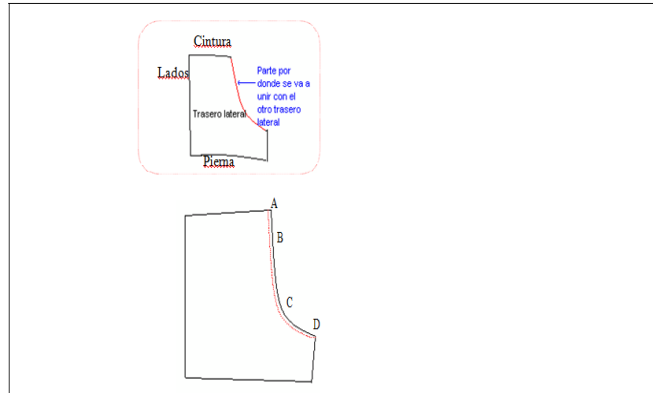 Cintura
Lados
Parte por
donde se va a
unir con el
otro trasero
lateral
Trasero lateral
Pierna
A
B
C
D